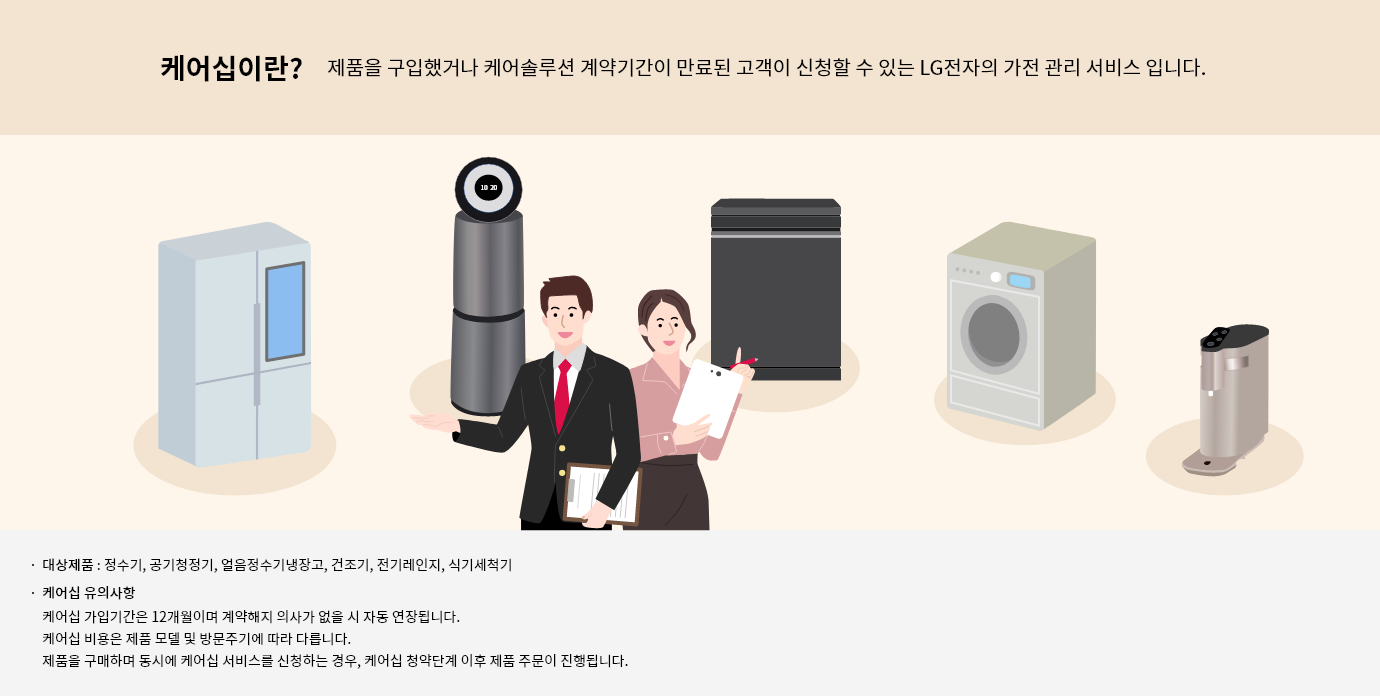 케어십이란? 제품을 구입했거나 케어솔루션 계약기간이 만료된 고객이 신청할 수 있는 LG전자의 가전 관리 서비스 입니다.
10 20
· 대상제품 : 정수기, 공기청정기, 얼음정수기냉장고, 건조기, 전기레인지, 식기세척기
· 케어십 유의사항
케어십 가입기간은 12개월이며 계약해지 의사가 없을 시 자동 연장됩니다.
케어십 비용은 제품 모델 및 방문주기에 따라 다릅니다.
제품을 구매하며 동시에 케어십 서비스를 신청하는 경우, 케어십 청약단계 이후 제품 주문이 진행됩니다.